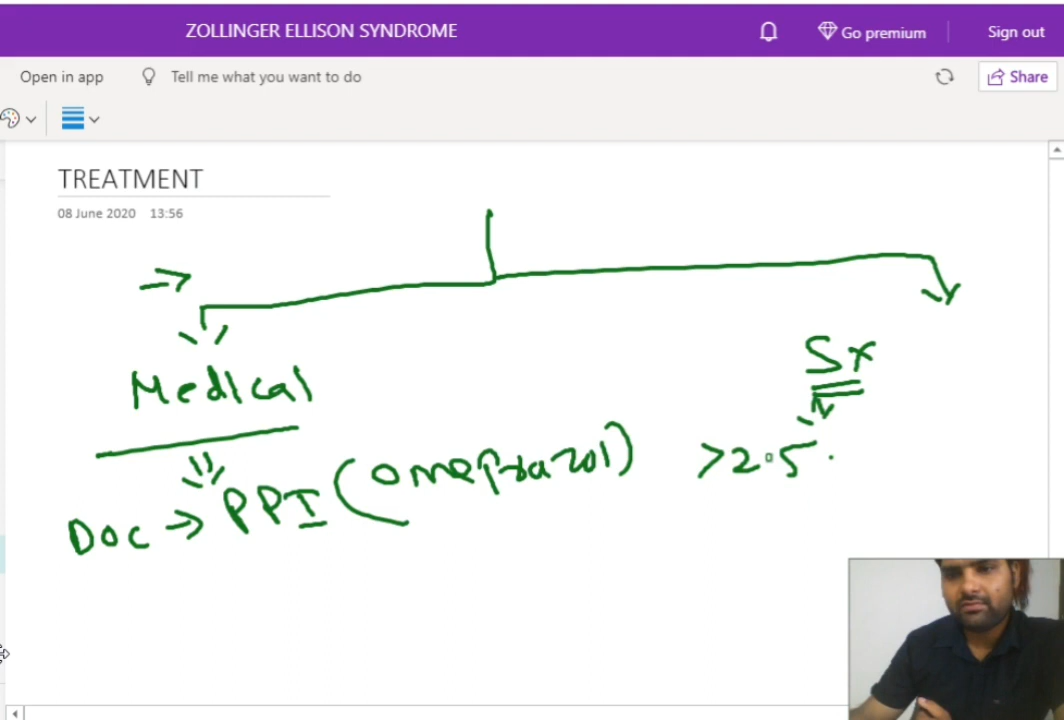 ZOLLINGER ELLISON SYNDROME
Go premium
Sign out
Open in app
Tell me what you want to do
Share
TREATMENT
08 June 2020 13:56
Medical
Sx
DOC → PPI (omeprazol)
>2.5